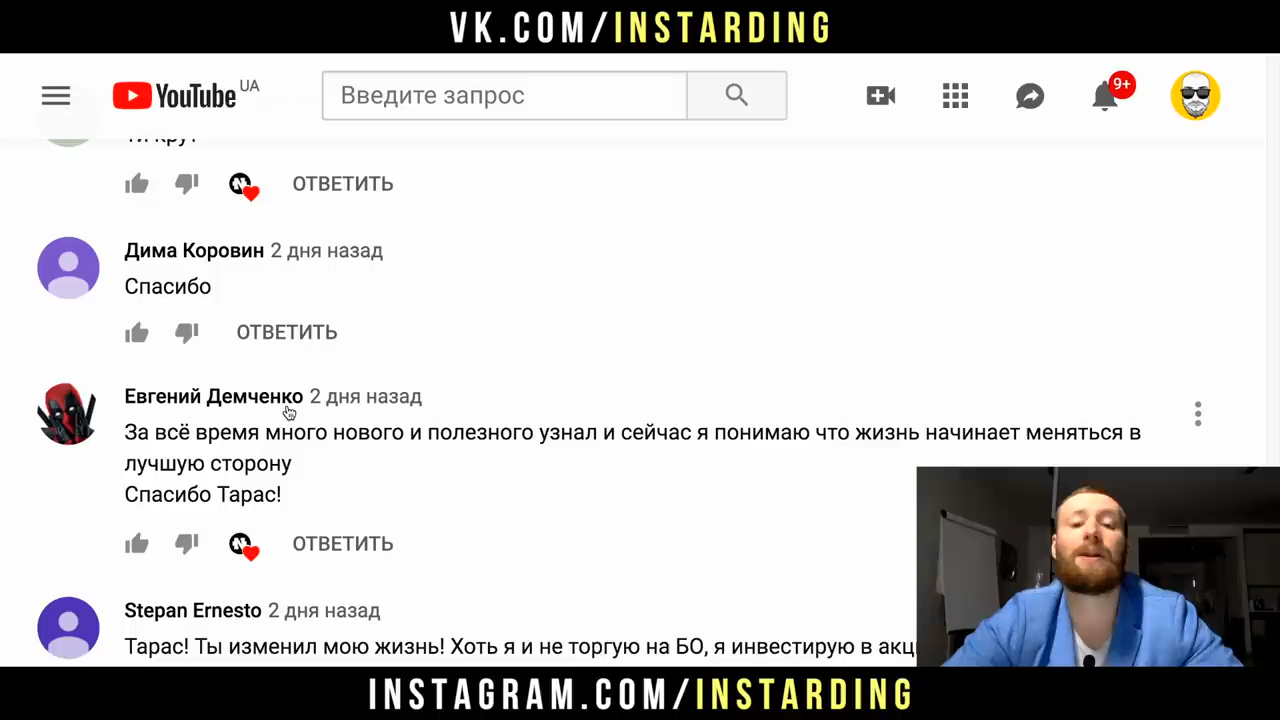 VK.COM/INSTARDING
YouTube UA
Введите запрос
9+
ти крут
ОТВЕТИТЬ
Дима Коровин 2 дня назад
Спасибо
ОТВЕТИТЬ
Евгений Демченко 2 дня назад
За всё время много нового и полезного узнал и сейчас я понимаю что жизнь начинает меняться в
лучшую сторону
Спасибо Тарас!
ОТВЕТИТЬ
Stepan Ernesto 2 дня назад
Тарас! Ты изменил мою жизнь! Хоть я и не торгую на БО, я инвестирую в
INSTAGRAM.COM/INSTARDING